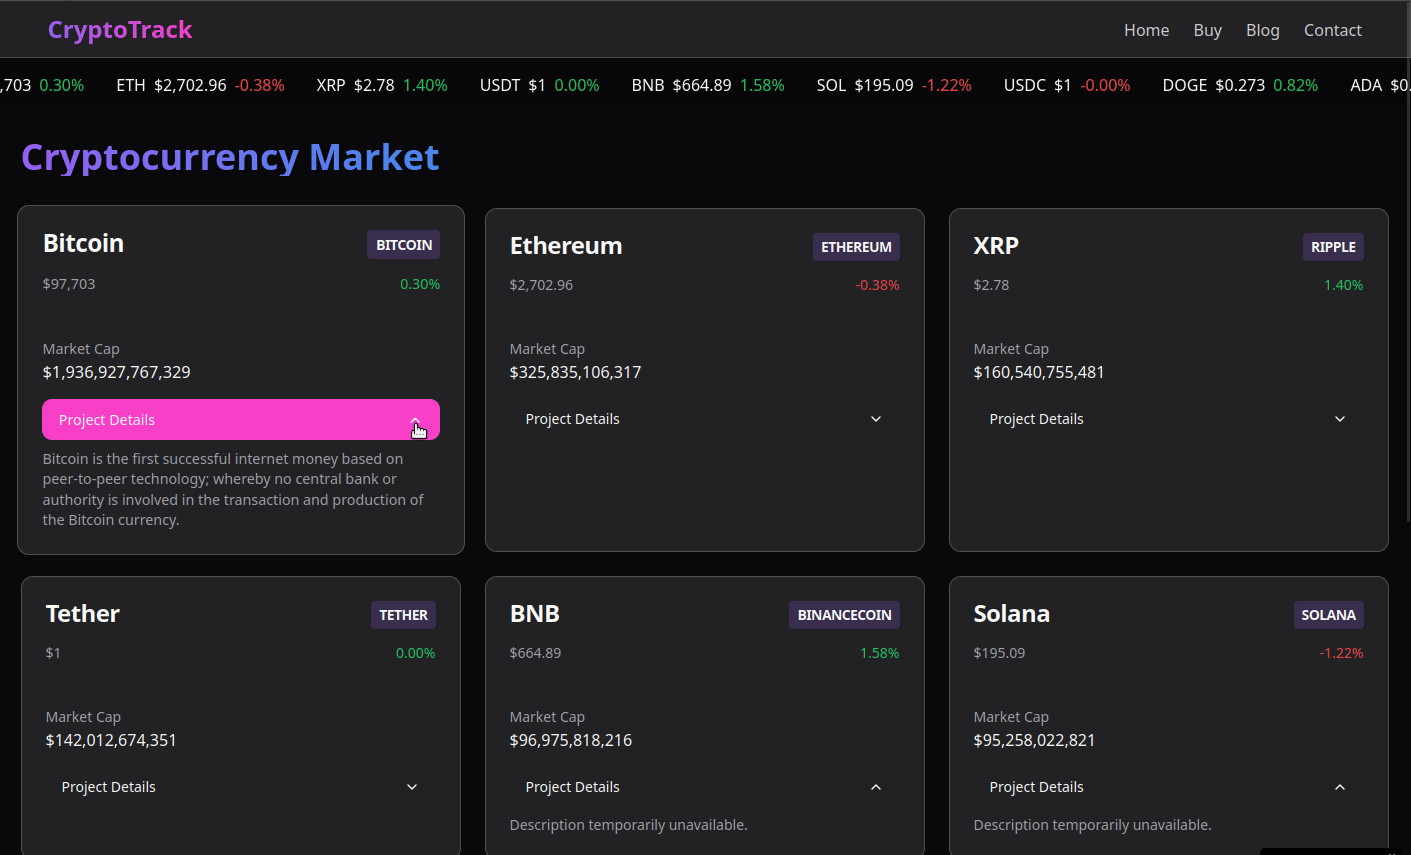 CryptoTrack
Home Buy Blog Contact
,703 0.30% ETH $2,702.96 -0.38% XRP $2.78 1.40% USDT $1 0.00% BNB $664.89 1.58% SOL $195.09 -1.22% USDC $1 -0.00% DOGE $0.273 0.82% ADA $0.
Cryptocurrency Market
Bitcoin
BITCOIN
$97,703
0.30%
Market Cap
$1,936,927,767,329
Project Details
Bitcoin is the first successful internet money based on
peer-to-peer technology; whereby no central bank or
authority is involved in the transaction and production of
the Bitcoin currency.
Ethereum
ETHEREUM
$2,702.96
-0.38%
Market Cap
$325,835,106,317
Project Details
XRP
RIPPLE
$2.78
1.40%
Market Cap
$160,540,755,481
Project Details
Tether
TETHER
$1
0.00%
Market Cap
$142,012,674,351
Project Details
BNB
BINANCECOIN
$664.89
1.58%
Market Cap
$96,975,818,216
Project Details
Description temporarily unavailable.
Solana
SOLANA
$195.09
-1.22%
Market Cap
$95,258,022,821
Project Details
Description temporarily unavailable.